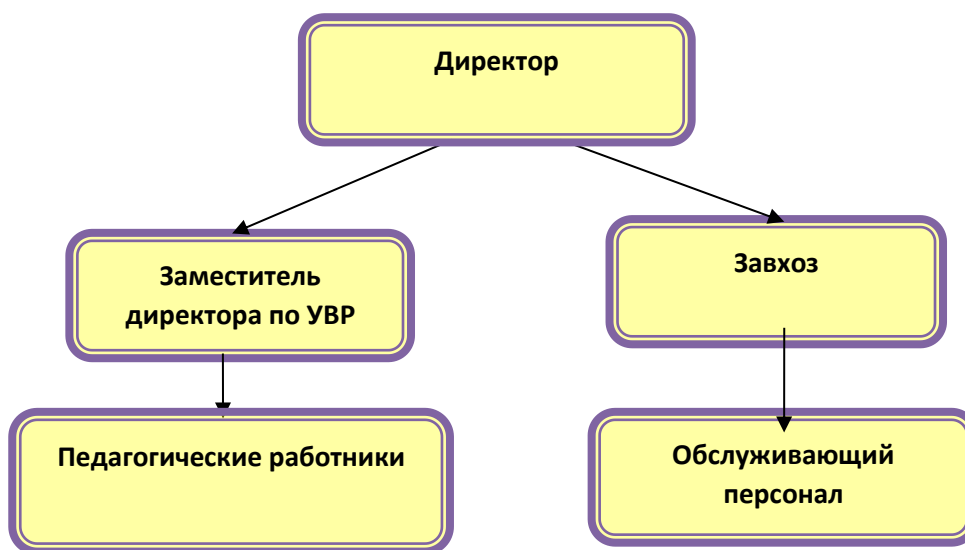 Директор
Заместитель
директора по УВР
Завхоз
Педагогические работники
Обслуживающий
персонал